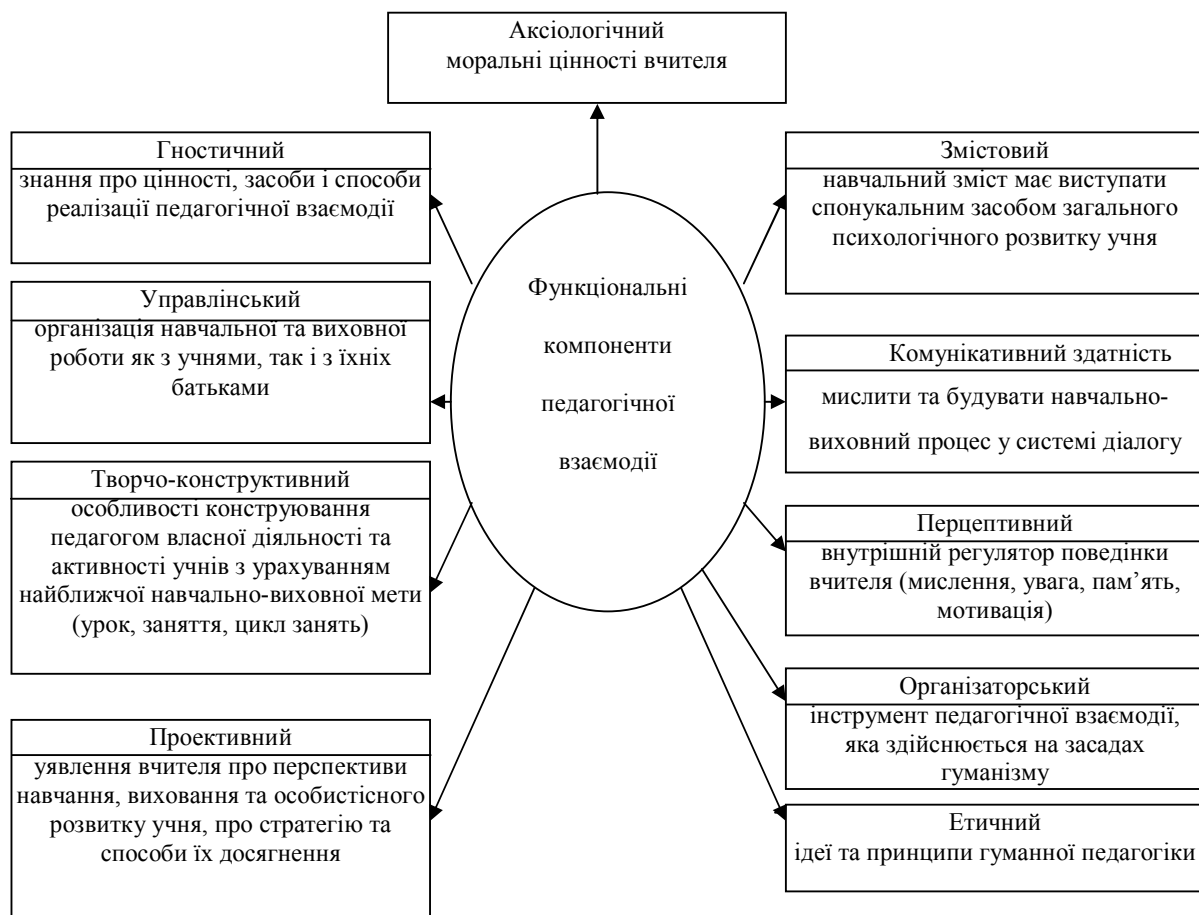 Аксіологічний
моральні цінності вчителя
Гностичний
знання про цінності, засоби і способи
реалізації педагогічної взаємодії
Управлінський
організація навчальної та виховної
роботи як з учнями, так і з їхніх
батьками
Творчо-конструктивний
особливості конструювання
педагогом власної діяльності та
активності учнів з урахуванням
найближчої навчально-виховної мети
(урок, заняття, цикл занять)
Проективний
уявлення вчителя про перспективи
навчання, виховання та особистісного
розвитку учня, про стратегію та
способи їх досягнення
Функціональні
компоненти
педагогічної
взаємодії
Змістовий
навчальний зміст має виступати
спонукальним засобом загального
психологічного розвитку учня
Комунікативний здатність
мислити та будувати навчально-
виховний процес у системі діалогу
Перцептивний
внутрішній регулятор поведінки
вчителя (мислення, увага, пам’ять,
мотивація)
Організаторський
інструмент педагогічної взаємодії,
яка здійснюється на засадах
гуманізму
Етичний
ідеї та принципи гуманної педагогіки